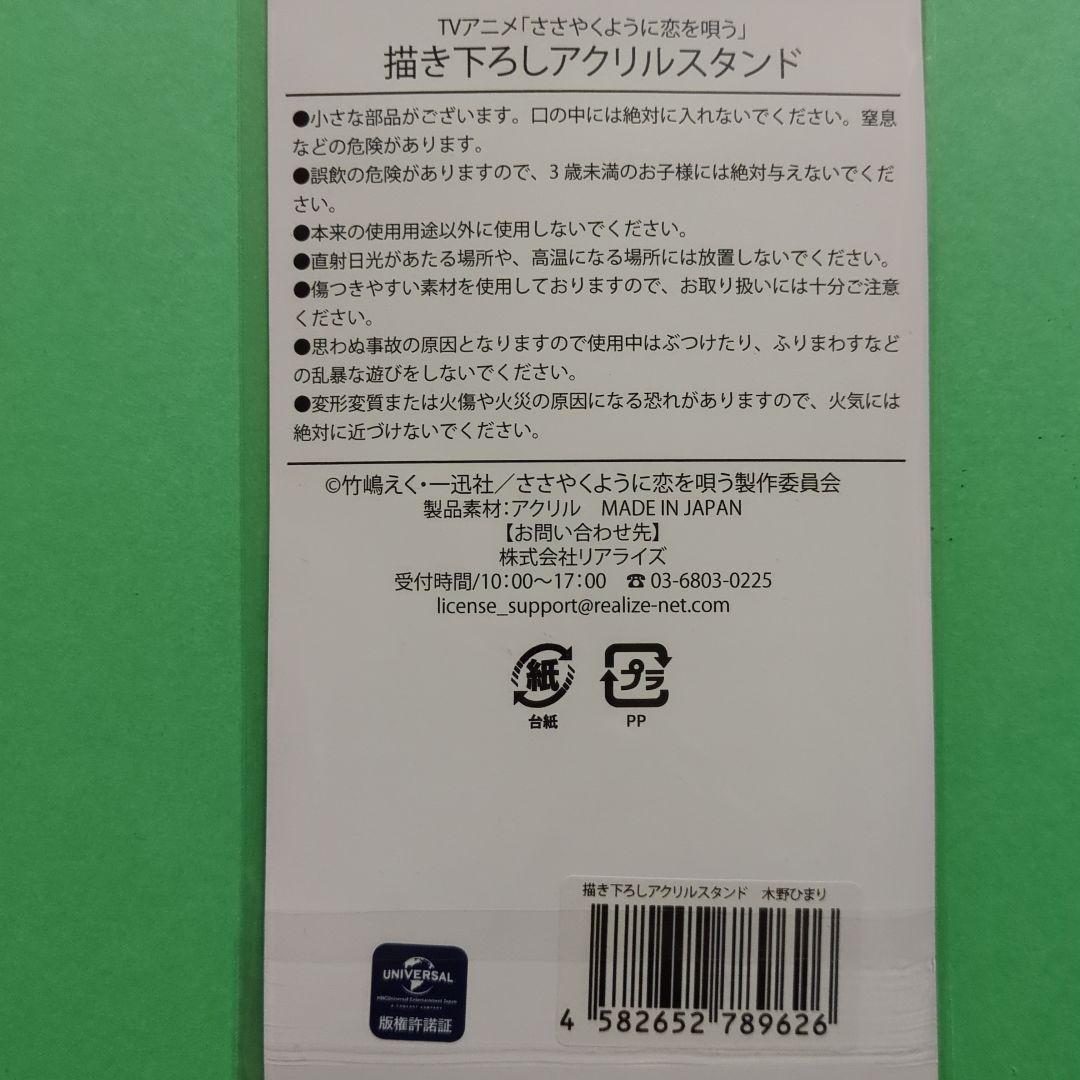 TVアニメ「ささやくように恋を唄う」
描き下ろしアクリルスタンド
●小さな部品がございます。口の中には絶対に入れないでください。窒息
などの危険があります。
●誤飲の危険がありますので、3歳未満のお子様には絶対与えないでくだ
さい。
●本来の使用用途以外に使用しないでください。
●直射日光があたる場所や、高温になる場所には放置しないでください。
●傷つきやすい素材を使用しておりますので、お取り扱いには十分ご注意
ください。
●思わぬ事故の原因となりますので使用中はぶつけたり、ふりまわすなど
の乱暴な遊びをしないでください。
●変形変質または火傷や火災の原因になる恐れがありますので、火気には
絶対に近づけないでください。
©竹嶋えく・一迅社／ささやくように恋を唄う製作委員会
製品素材：アクリル　MADE IN JAPAN
【お問い合わせ先】
株式会社リアライズ
受付時間/10：00〜17：00　☎03-6803-0225
license_support@realize-net.com
紙 プラ
台紙 PP
描き下ろしアクリルスタンド　木野ひまり
4 582652 789626
UNIVERSAL
NBCUniversal Entertainment Japan
A COMCAST COMPANY
版権許諾証